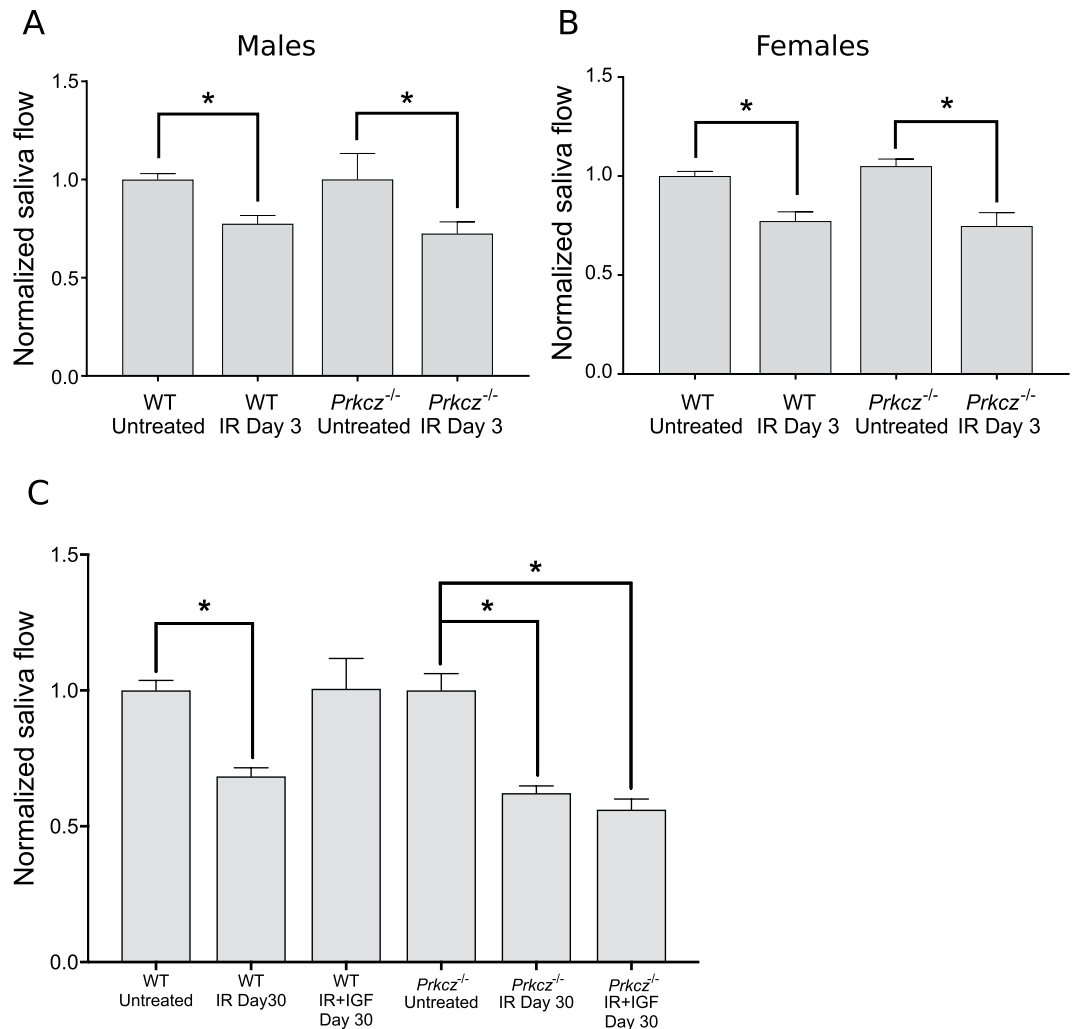 A
Males
Normalized saliva flow
1.5
1.0
0.5
0.0
*
*
WT
Untreated
WT
IR Day 3
Prkcz-/-
Untreated
Prkcz-/-
IR Day 3
B
Females
Normalized saliva flow
1.5
1.0
0.5
0.0
*
*
WT
Untreated
WT
IR Day 3
Prkcz-/-
Untreated
Prkcz-/-
IR Day 3
C
Normalized saliva flow
1.5
1.0
0.5
0.0
*
*
*
WT
Untreated
WT
IR Day30
WT
IR+IGF
Day 30
Prkcz-/-
Untreated
Prkcz-/-
IR Day 30
Prkcz-/-
IR+IGF
Day 30